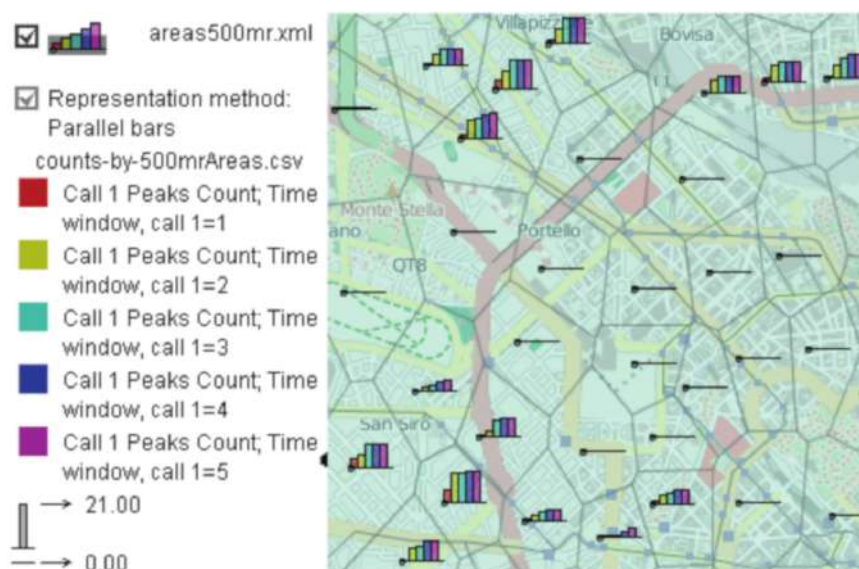 areas500mr.xml
Representation method:
Parallel bars
counts-by-500mrAreas.csv
Call 1 Peaks Count; Time
window, call 1=1
Call 1 Peaks Count; Time
window, call 1=2
Call 1 Peaks Count; Time
window, call 1=3
Call 1 Peaks Count; Time
window, call 1=4
Call 1 Peaks Count; Time
window, call 1=5
21.00
0.00
Bovisa
Monte Stella
ano
Portello
QT8
San Siro